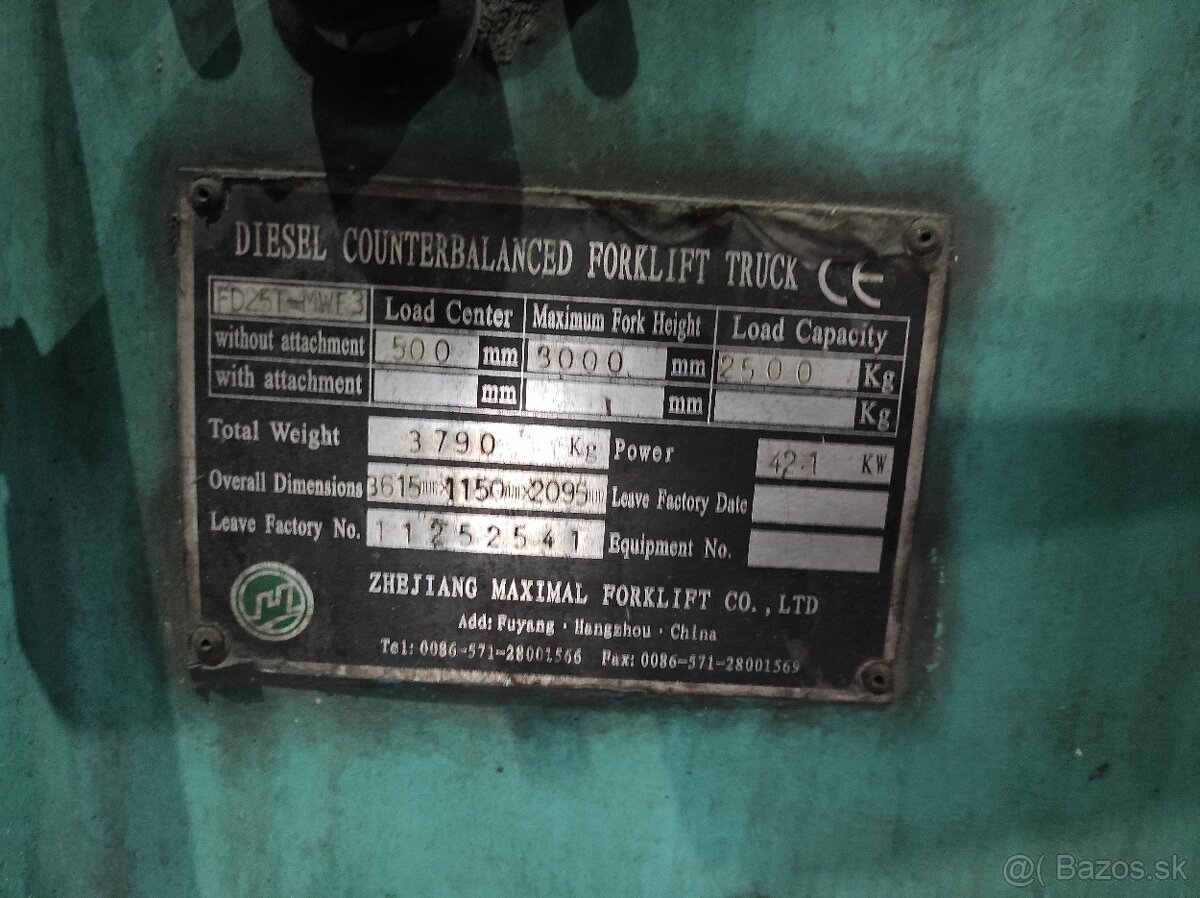 DIESEL COUNTERBALANCED FORKLIFT TRUCK CE
FD25T-MWF3 Load Center Maximum Fork Height Load Capacity
without attachment 500 mm 3000 mm 2500 Kg
with attachment mm mm Kg
Total Weight 3790 Kg Power 42.1 KW
Overall Dimensions 3615mm×1150mm×2095mm Leave Factory Date
Leave Factory No. 11252541 Equipment No.
ZHEJIANG MAXIMAL FORKLIFT CO., LTD
Add: Fuyang · Hangzhou · China
Tel: 0086-571-28001566 Fax: 0086-571-28001569
@( Bazos.sk